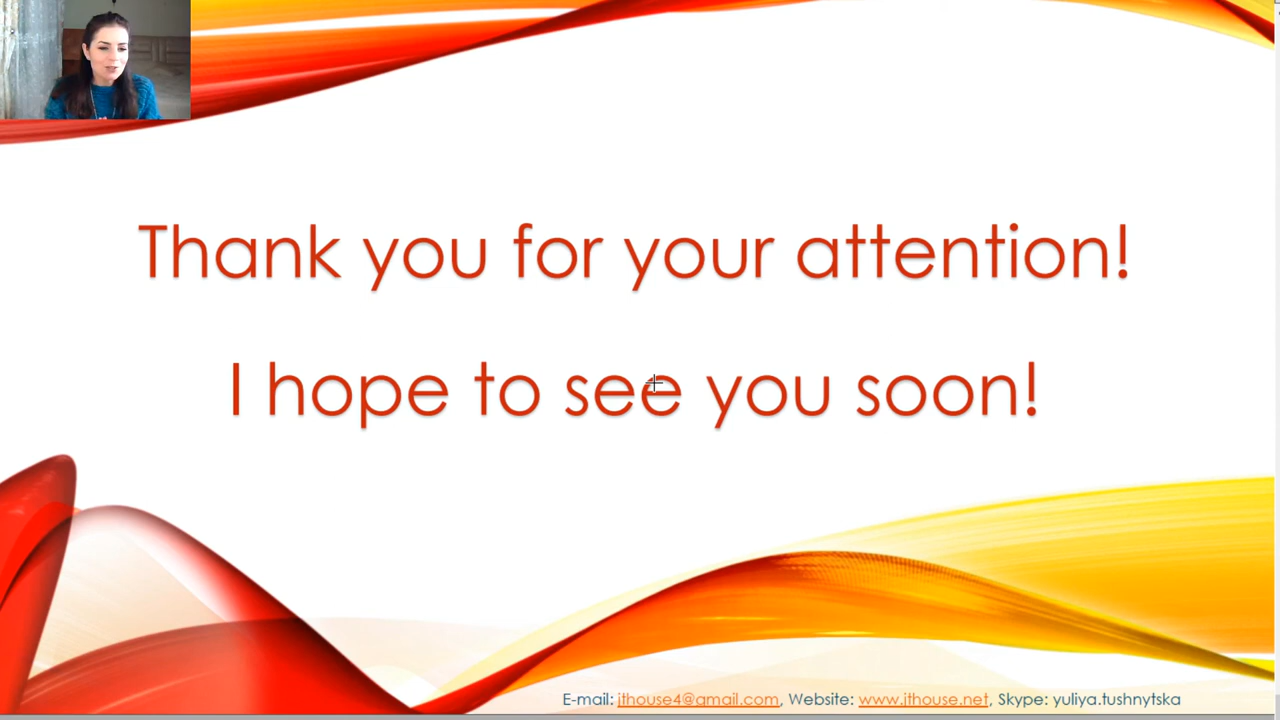 Thank you for your attention!
I hope to see you soon!
E-mail: jthouse4@gmail.com, Website: www.jthouse.net, Skype: yuliya.tushnytska